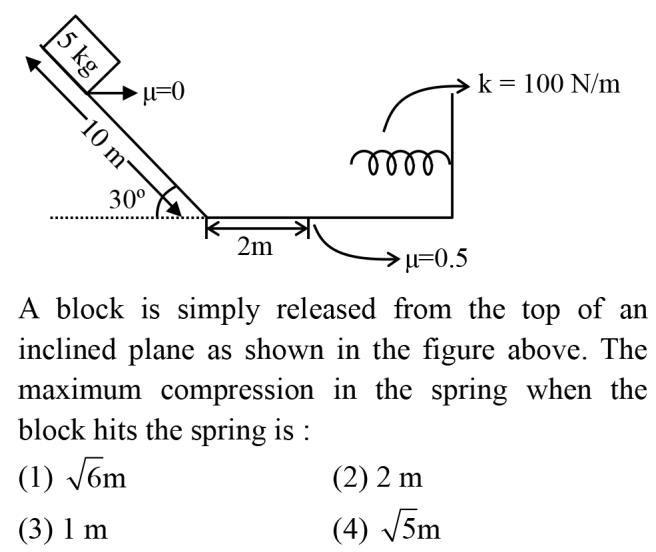 5 kg
μ=0
k = 100 N/m
10 m
30º
2m
μ=0.5
A block is simply released from the top of an
inclined plane as shown in the figure above. The
maximum compression in the spring when the
block hits the spring is :
(1) √6m (2) 2 m
(3) 1 m (4) √5m